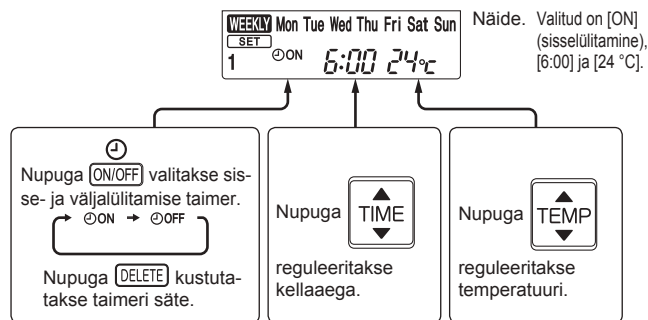 WEEKLY Mon Tue Wed Thu Fri Sat Sun
SET
1 ON 6:00 24°C
Näide. Valitud on [ON]
(sisselülitamine),
[6:00] ja [24 °C].
Nupuga ON/OFF valitakse sis-
se- ja väljalülitamise taimer.
ON → OFF
Nupuga DELETE kustuta-
takse taimeri säte.
Nupuga TIME
reguleeritakse
kellaaega.
Nupuga TEMP
reguleeritakse
temperatuuri.